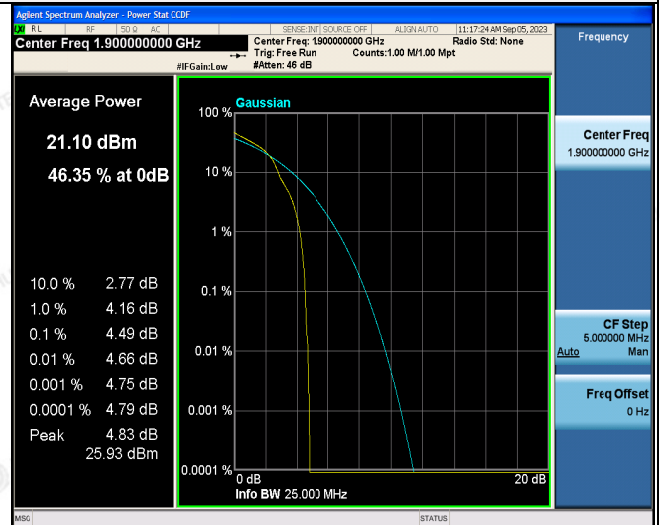 Agilent Spectrum Analyzer - Power Stat CCDF
RL RF 50 Ω AC SENSE:INT SOURCE OFF ALIGN AUTO 11:17:24 AM Sep 05, 2023
Center Freq 1.900000000 GHz
Center Freq: 1.900000000 GHz Radio Std: None
Trig: Free Run Counts:1.00 M/1.00 Mpt
#IFGain:Low #Atten: 46 dB
Frequency
Average Power
21.10 dBm
46.35 % at 0dB
10.0 % 2.77 dB
1.0 % 4.16 dB
0.1 % 4.49 dB
0.01 % 4.66 dB
0.001 % 4.75 dB
0.0001 % 4.79 dB
Peak 4.83 dB
25.93 dBm
Gaussian
100 %
10 %
1 %
0.1 %
0.01 %
0.001 %
0.0001 %
0 dB 20 dB
Info BW 25.000 MHz
Center Freq
1.900000000 GHz
CF Step
5.000000 MHz
Auto Man
Freq Offset
0 Hz
MSG STATUS